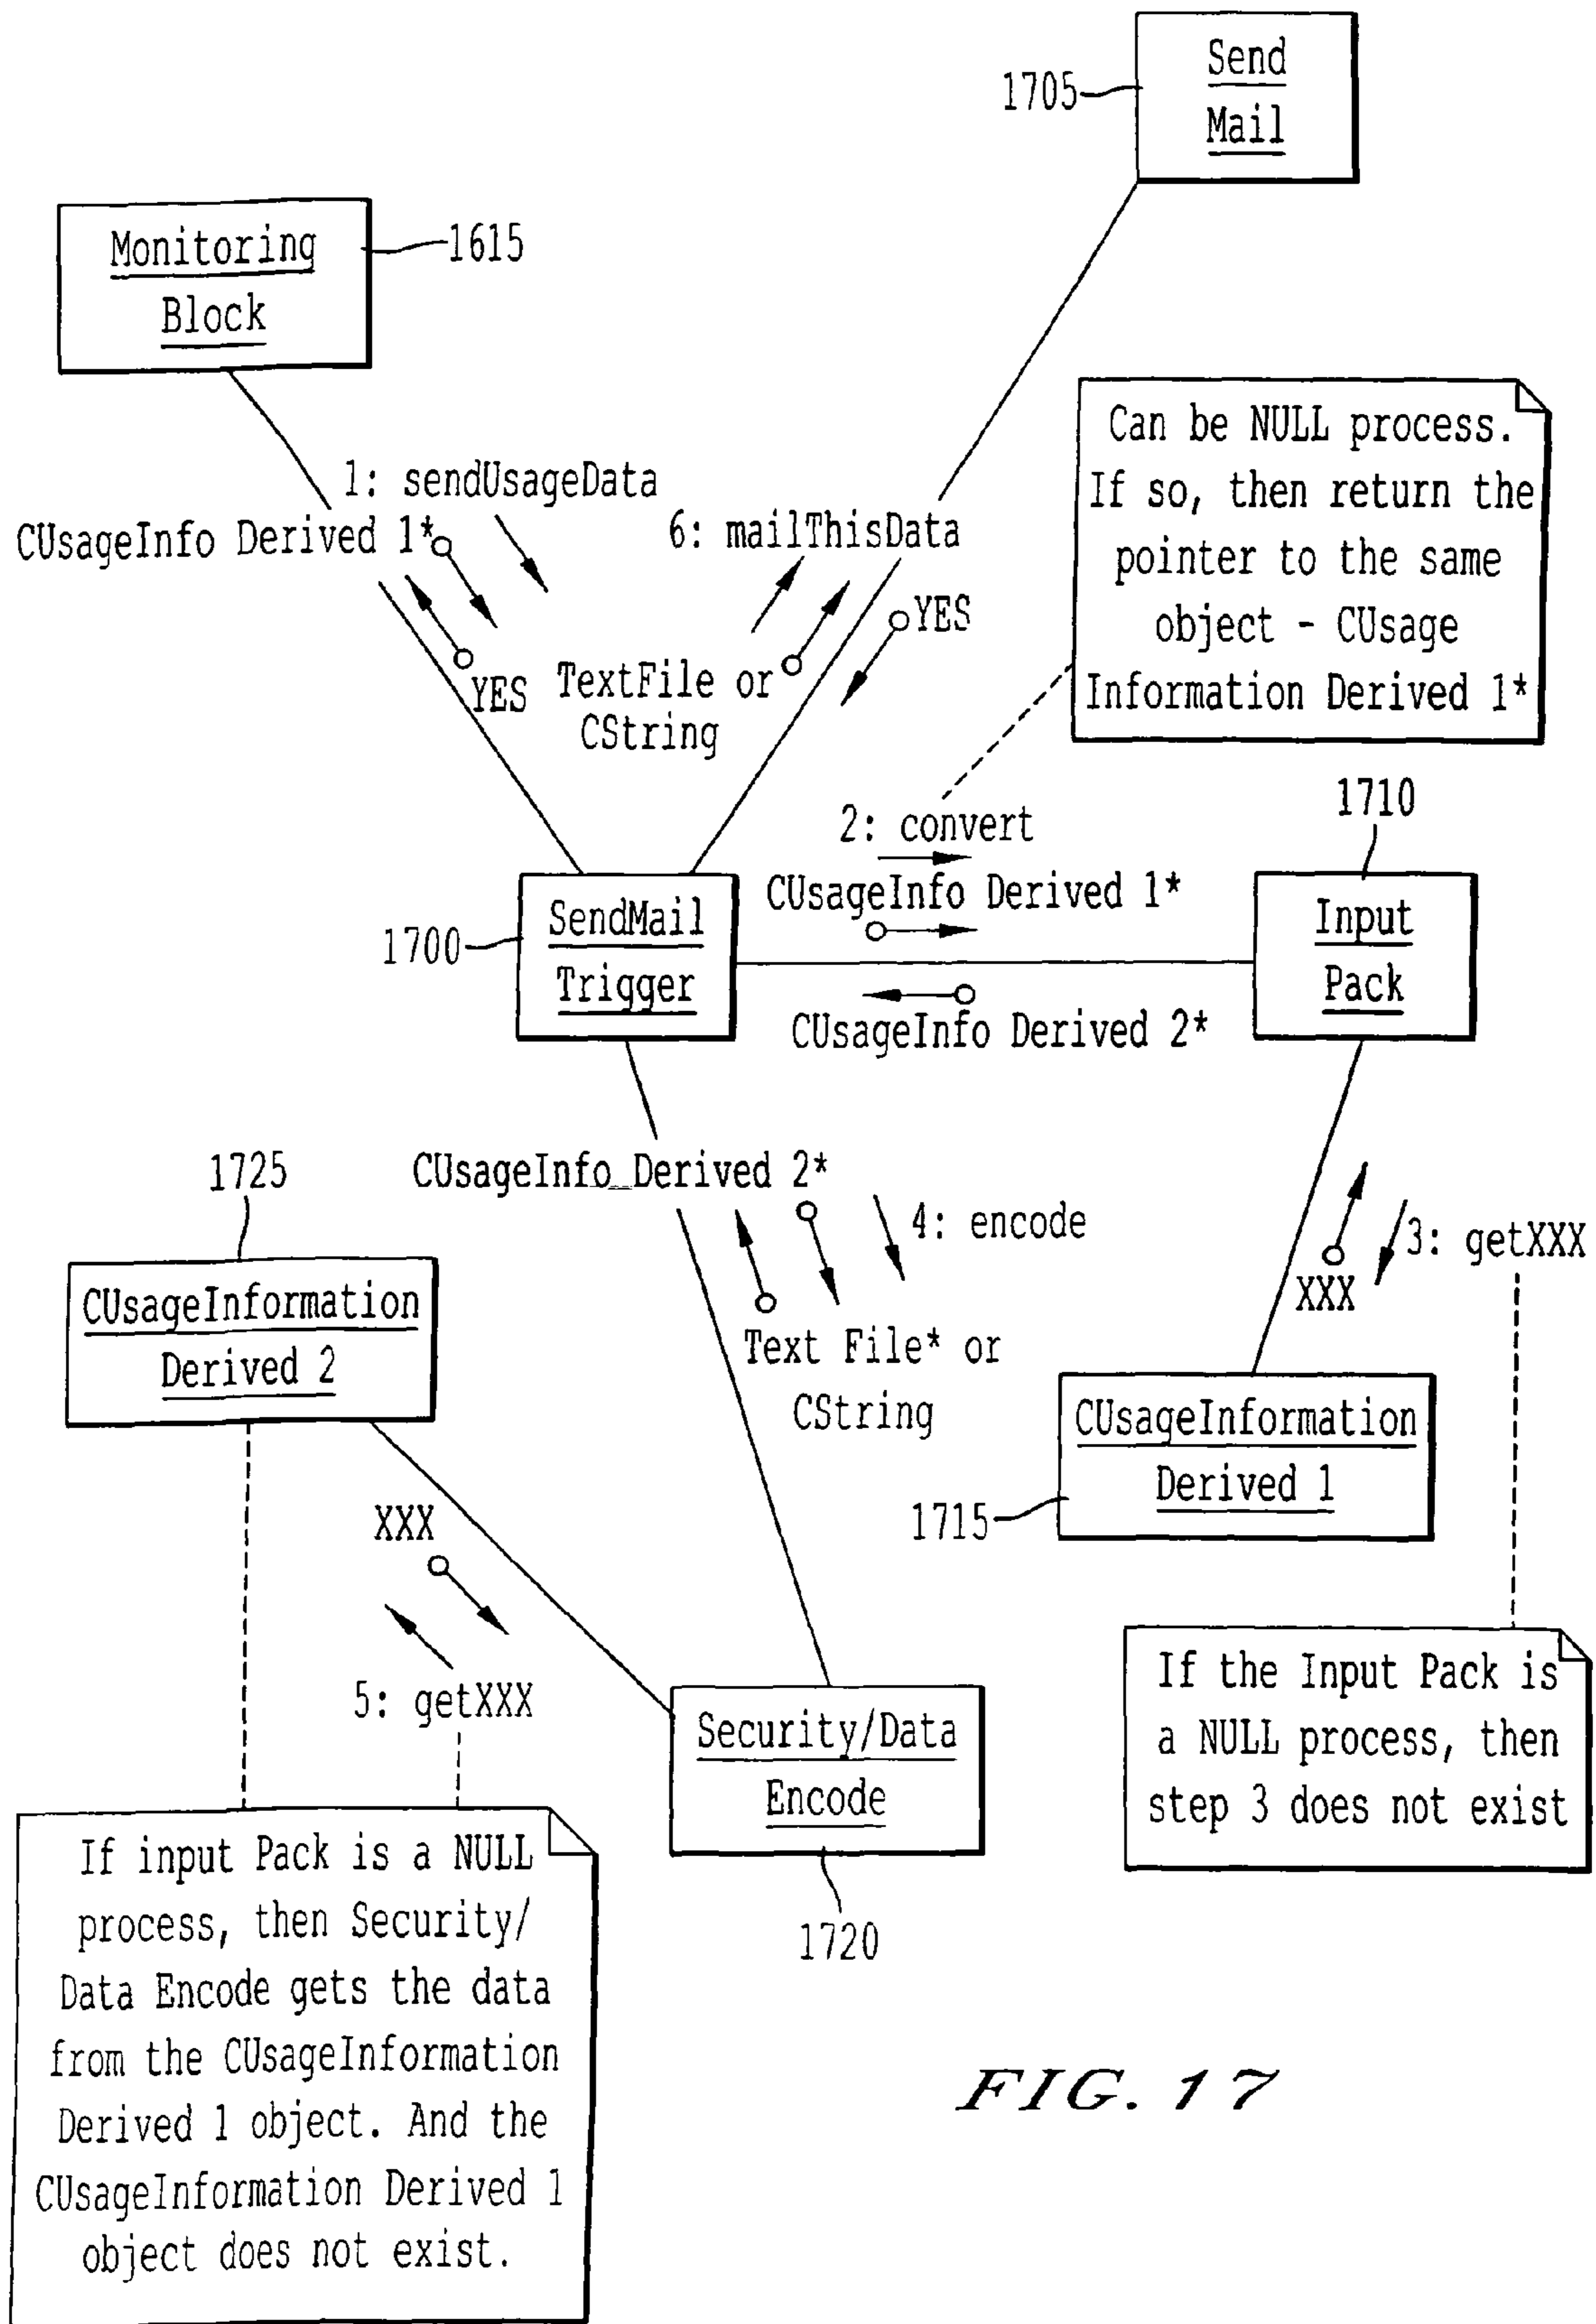 1705
Send
Mail
Monitoring
Block
1615
1: sendUsageData
CUsageInfo Derived 1*
YES
6: mailThisData
YES
TextFile or
CString
Can be NULL process.
If so, then return the
pointer to the same
object - CUsage
Information Derived 1*
1700
SendMail
Trigger
2: convert
CUsageInfo Derived 1*
CUsageInfo Derived 2*
1710
Input
Pack
1725
CUsageInformation
Derived 2
CUsageInfo_Derived 2*
4: encode
Text File* or
CString
3: getXXX
XXX
CUsageInformation
Derived 1
1715
XXX
5: getXXX
Security/Data
Encode
1720
If the Input Pack is
a NULL process, then
step 3 does not exist
If input Pack is a NULL
process, then Security/
Data Encode gets the data
from the CUsageInformation
Derived 1 object. And the
CUsageInformation Derived 1
object does not exist.
FIG. 17